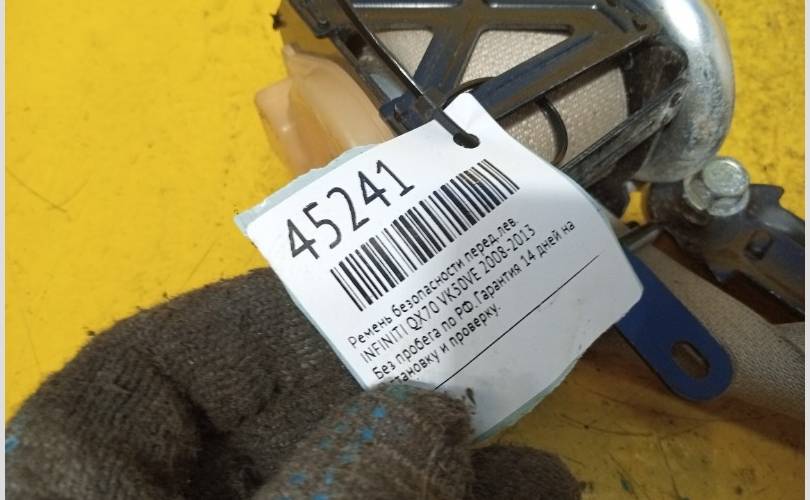 45241
Ремень безопасности перед.лев.
INFINITI QX70 VK50VE 2008-2013
Без пробега по РФ.Гарантия 14 дней на
установку и проверку.